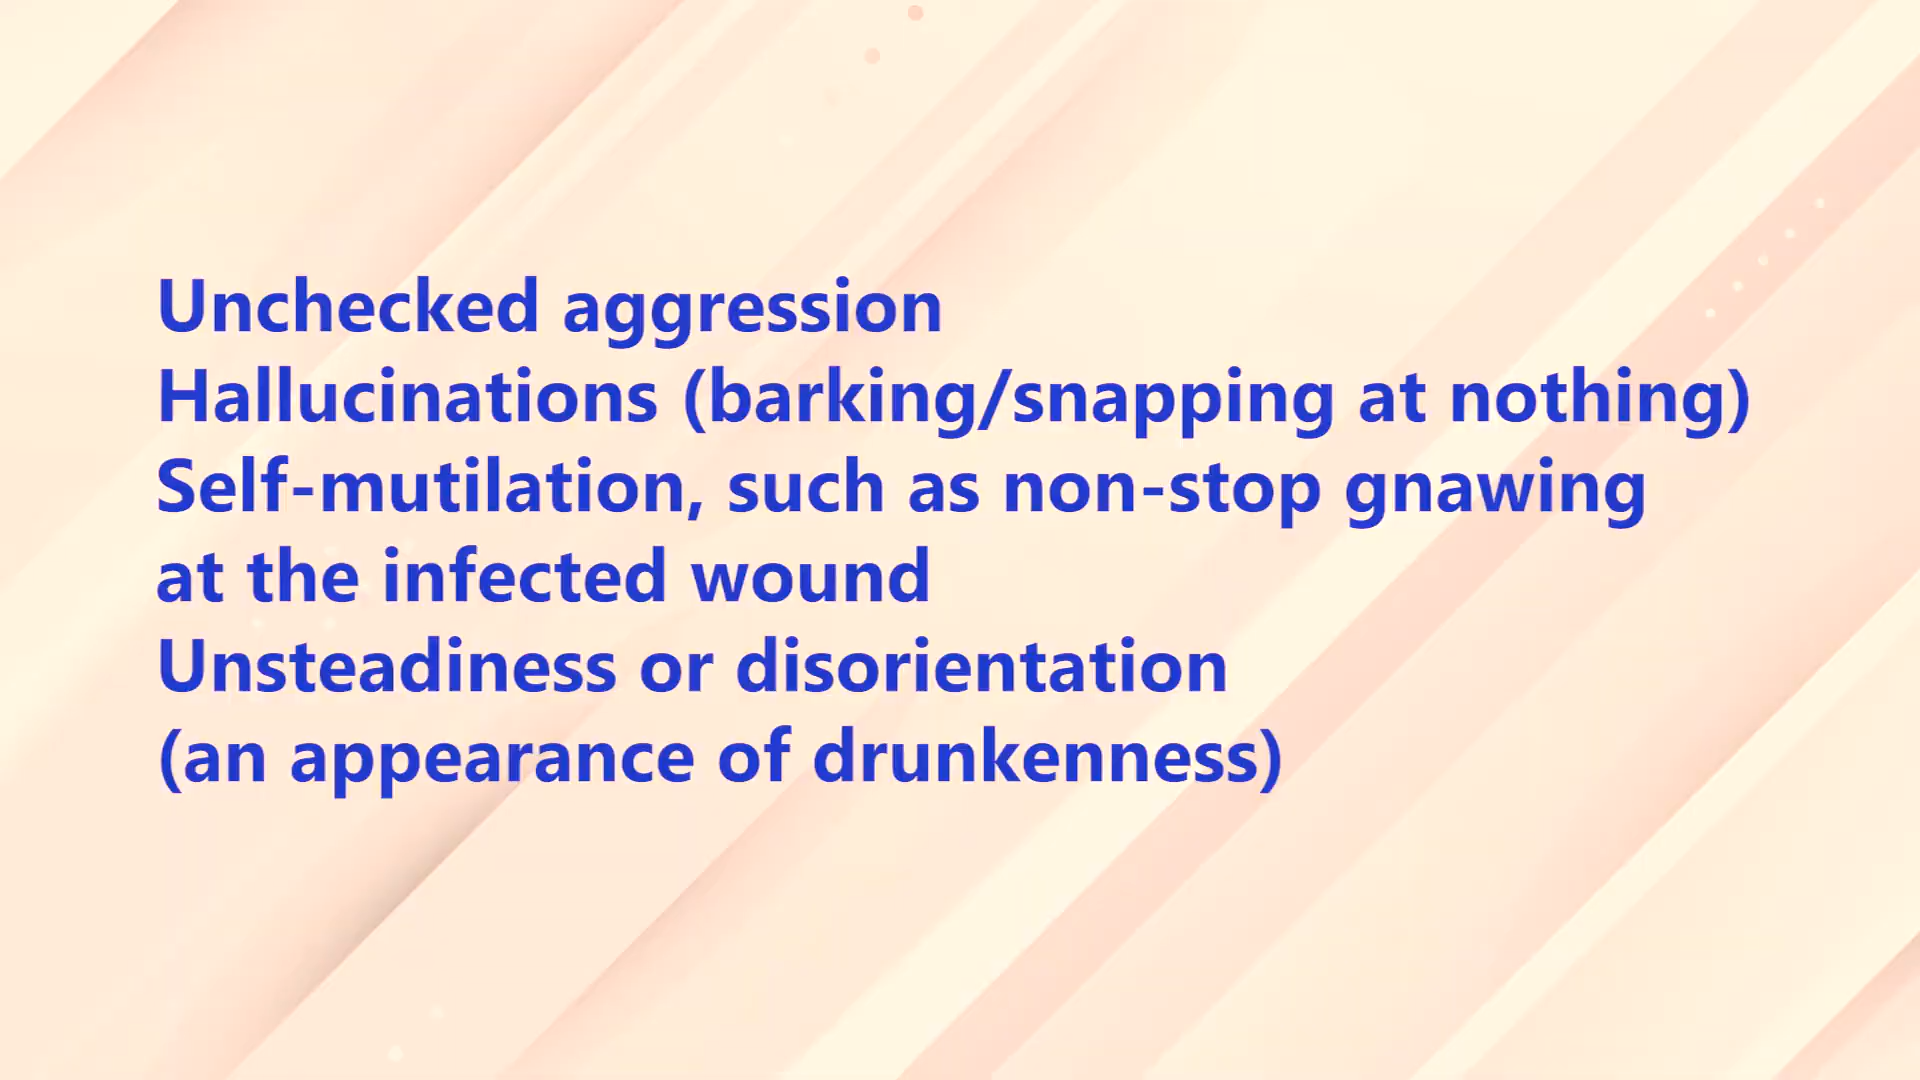 Unchecked aggression
Hallucinations (barking/snapping at nothing)
Self-mutilation, such as non-stop gnawing
at the infected wound
Unsteadiness or disorientation
(an appearance of drunkenness)